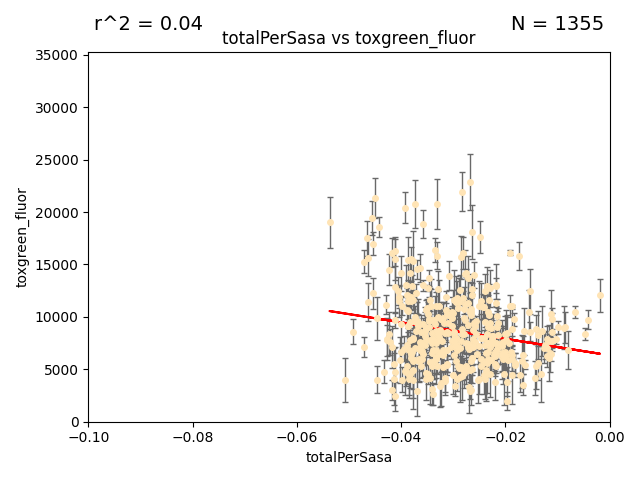 r^2 = 0.04
N = 1355
totalPerSasa vs toxgreen_fluor
35000
30000
25000
20000
15000
10000
5000
0
toxgreen_fluor
−0.10
−0.08
−0.06
−0.04
−0.02
0.00
totalPerSasa